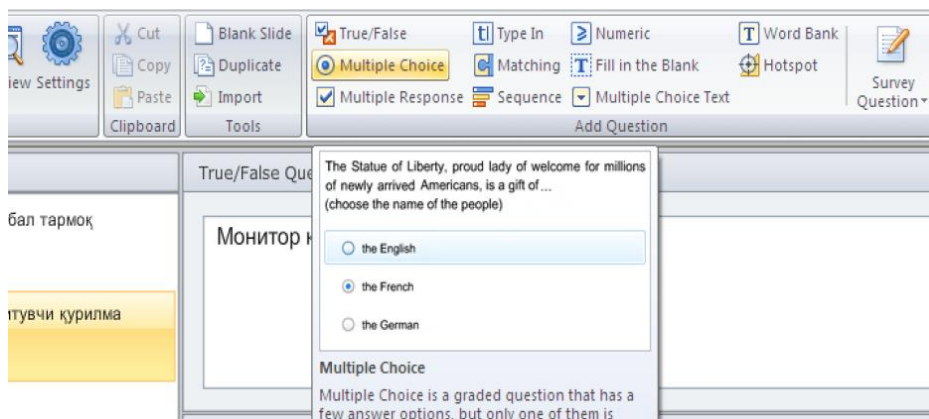 Cut
Blank Slide
True/False
Type In
Numeric
Word Bank
Copy
Duplicate
Multiple Choice
Matching
Fill in the Blank
Hotspot
Settings
Paste
Import
Multiple Response
Sequence
Multiple Choice Text
Survey
Question
Clipboard
Tools
Add Question
True/False
The Statue of Liberty, proud lady of welcome for millions
of newly arrived Americans, is a gift of...
(choose the name of the people)
бал тармоқ
Монитор
the English
the French
итувчи қурилма
the German
Multiple Choice
Multiple Choice is a graded question that has a
few answer options, but only one of them is